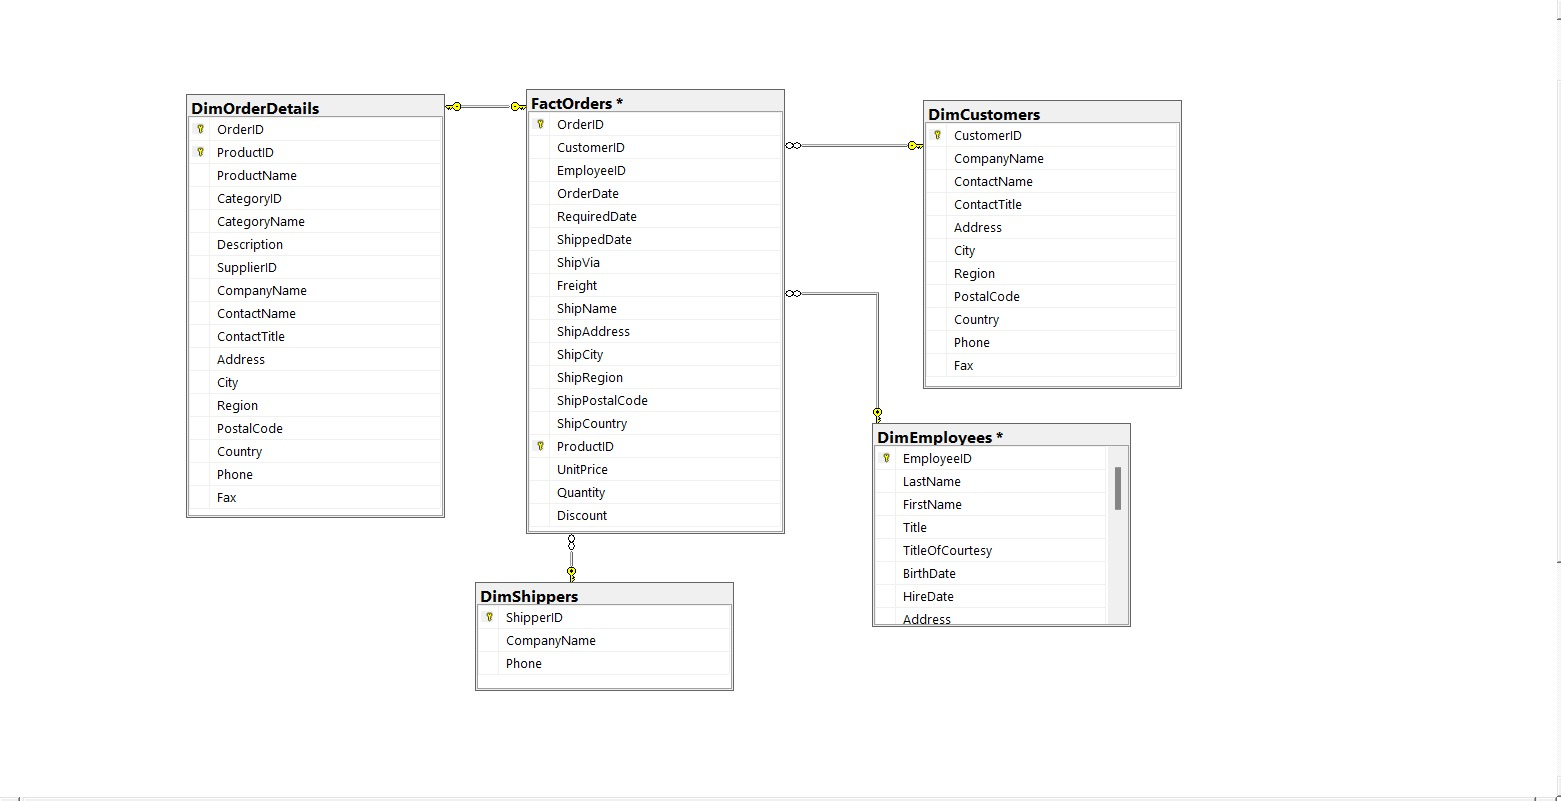 DimOrderDetails
OrderID
ProductID
ProductName
CategoryID
CategoryName
Description
SupplierID
CompanyName
ContactName
ContactTitle
Address
City
Region
PostalCode
Country
Phone
Fax
FactOrders *
OrderID
CustomerID
EmployeeID
OrderDate
RequiredDate
ShippedDate
ShipVia
Freight
ShipName
ShipAddress
ShipCity
ShipRegion
ShipPostalCode
ShipCountry
ProductID
UnitPrice
Quantity
Discount
DimCustomers
CustomerID
CompanyName
ContactName
ContactTitle
Address
City
Region
PostalCode
Country
Phone
Fax
DimEmployees *
EmployeeID
LastName
FirstName
Title
TitleOfCourtesy
BirthDate
HireDate
Address
DimShippers
ShipperID
CompanyName
Phone